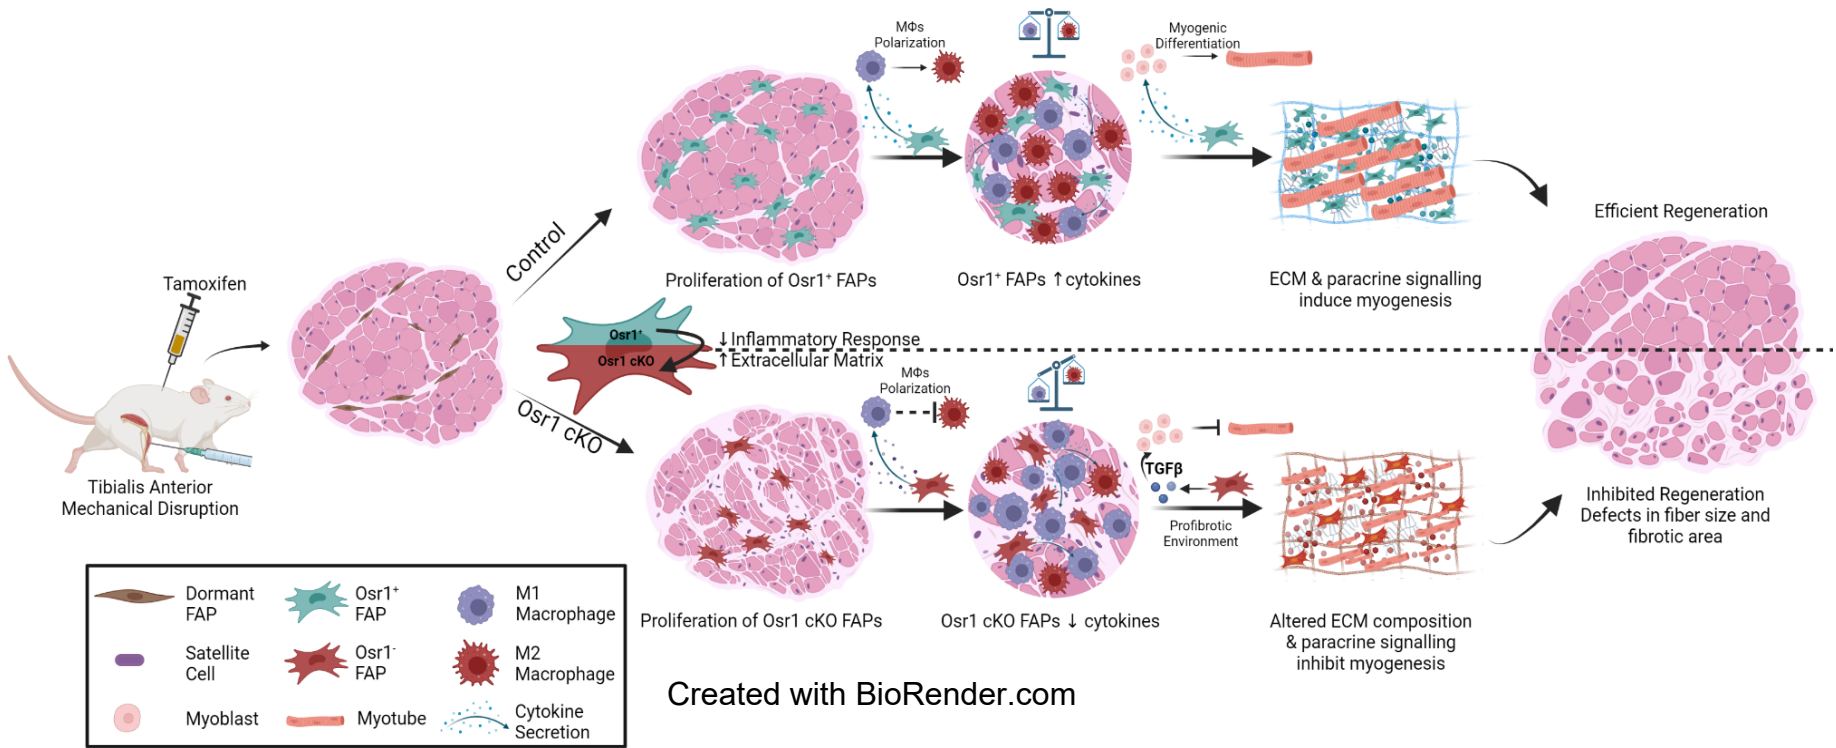 Tamoxifen
Tibialis Anterior
Mechanical Disruption
Control
Osr1 cKO
Osr1⁺
Osr1 cKO
↓Inflammatory Response
↑Extracellular Matrix
Proliferation of Osr1⁺ FAPs
MΦs
Polarization
Osr1⁺ FAPs ↑cytokines
Myogenic
Differentiation
ECM & paracrine signalling
induce myogenesis
Efficient Regeneration
Proliferation of Osr1 cKO FAPs
MΦs
Polarization
Osr1 cKO FAPs ↓ cytokines
TGFβ
Profibrotic
Environment
Altered ECM composition
& paracrine signalling
inhibit myogenesis
Inhibited Regeneration
Defects in fiber size and
fibrotic area
Dormant
FAP
Osr1⁺
FAP
M1
Macrophage
Satellite
Cell
Osr1⁻
FAP
M2
Macrophage
Myoblast
Myotube
Cytokine
Secretion
Created with BioRender.com